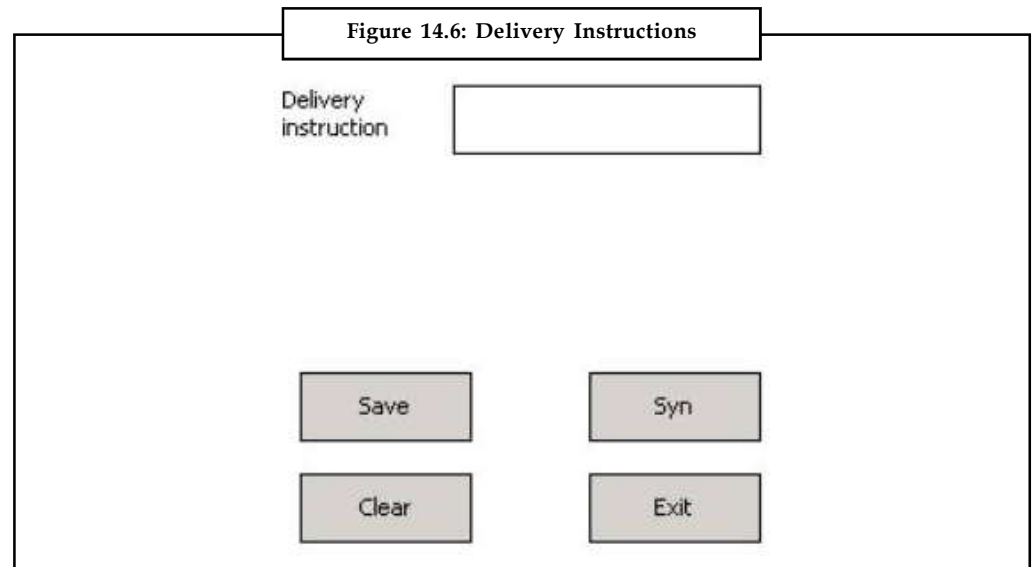 Figure 14.6: Delivery Instructions
Delivery
instruction
Save Syn
Clear Exit